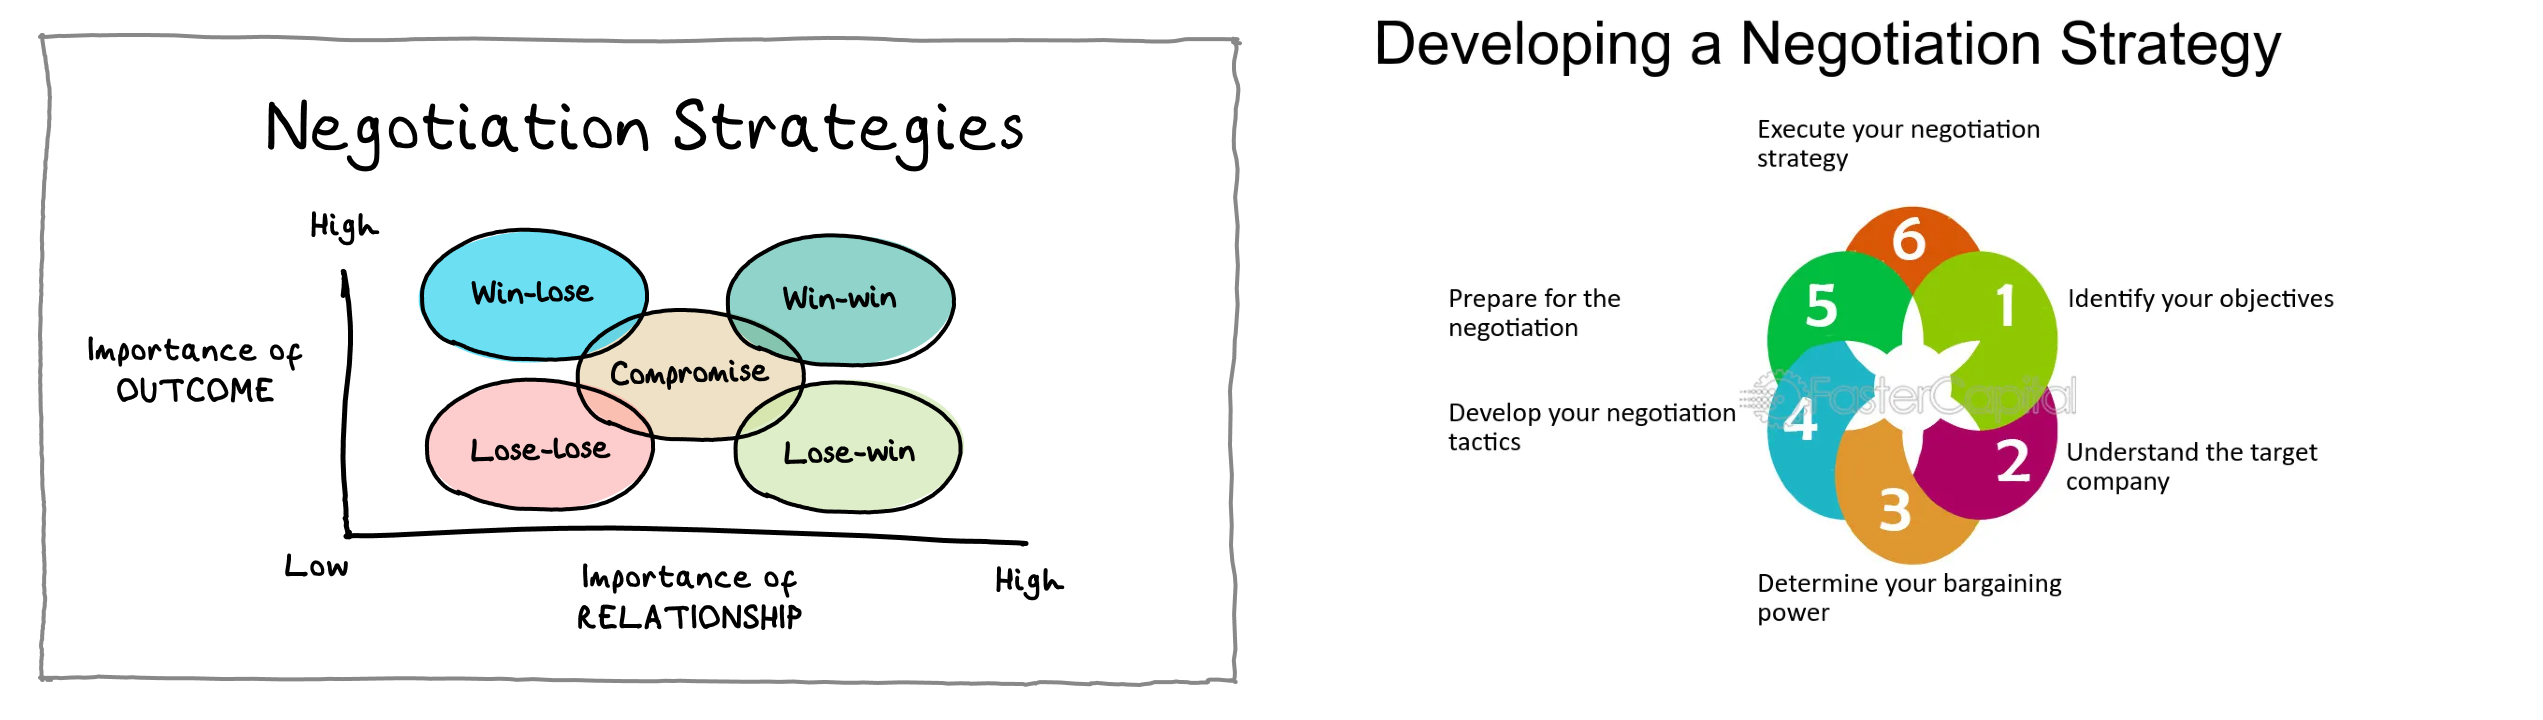 Negotiation Strategies
High
Win-Lose
Win-win
Importance of
OUTCOME
Compromise
Lose-lose
Lose-win
Low
Importance of
RELATIONSHIP
High
Developing a Negotiation Strategy
Execute your negotiation
strategy
6
5
1
Prepare for the
negotiation
Identify your objectives
FasterCapital
Develop your negotiation
tactics
4
2
Understand the target
company
3
Determine your bargaining
power